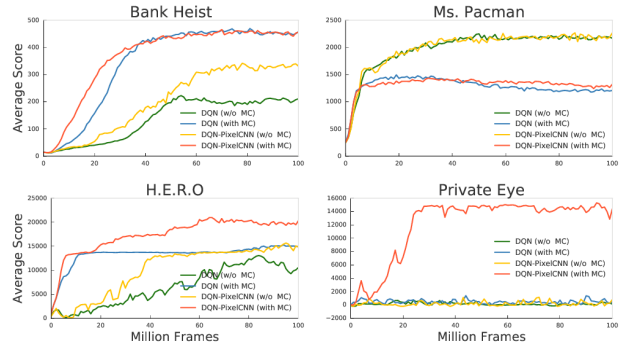 Bank Heist
Ms. Pacman
Average Score
500
400
300
200
100
0
0
20
40
60
80
100
DQN (w/o MC)
DQN (with MC)
DQN-PixelCNN (w/o MC)
DQN-PixelCNN (with MC)
2500
2000
1500
1000
500
0
0
20
40
60
80
100
DQN (w/o MC)
DQN (with MC)
DQN-PixelCNN (w/o MC)
DQN-PixelCNN (with MC)
H.E.R.O
Private Eye
Average Score
25000
20000
15000
10000
5000
0
0
20
40
60
80
100
DQN (w/o MC)
DQN (with MC)
DQN-PixelCNN (w/o MC)
DQN-PixelCNN (with MC)
Million Frames
16000
14000
12000
10000
8000
6000
4000
2000
0
−2000
0
20
40
60
80
100
DQN (w/o MC)
DQN (with MC)
DQN-PixelCNN (w/o MC)
DQN-PixelCNN (with MC)
Million Frames